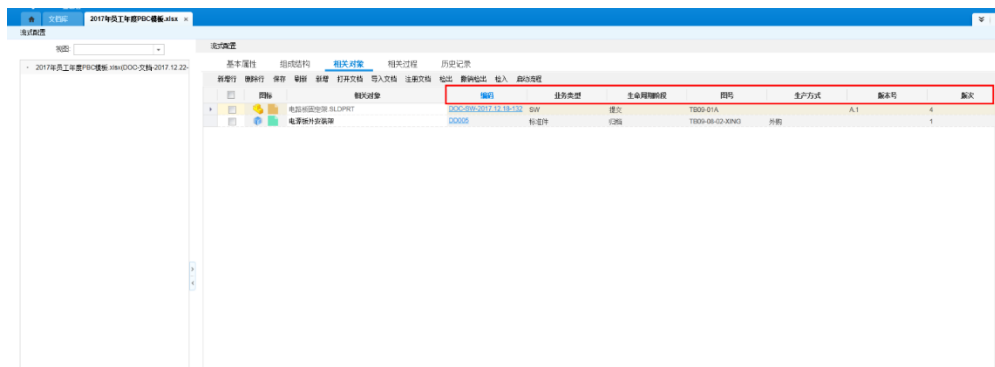 文档库 2017年员工年度PBC模板.xlsx ×
流式配置
视图: 流式配置
2017年员工年度PBC模板.xlsx(DOC-文档-2017.12.22-
基本属性 组成结构 相关对象 相关过程 历史记录
新增行 删除行 保存 刷新 新增 打开文档 导入文档 注册文档 检出 撤销检出 检入 启动流程
图标 相关对象 编码 业务类型 生命周期阶段 图号 生产方式 版本号 版次
电路板固定架.SLDPRT DOC-SW-2017.12.18-132 SW 提交 TB09-01A A.1 4
电源板外安装架 DO005 标准件 归档 TB09-08-02-XING 外购 1